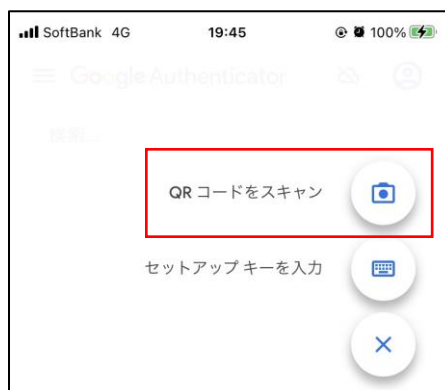 SoftBank 4G 19:45 100%
Google Authenticator
検索...
QR コードをスキャン
セットアップ キーを入力